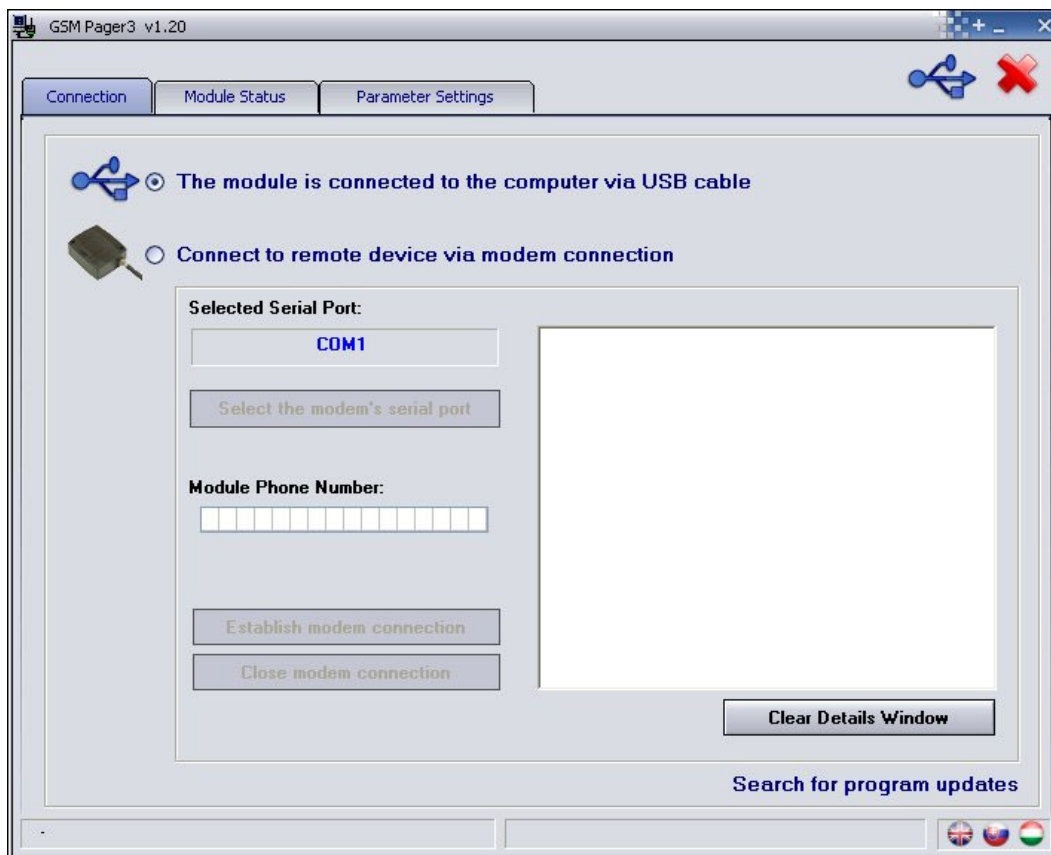 GSM Pager3 v1.20
Connection Module Status Parameter Settings
The module is connected to the computer via USB cable
Connect to remote device via modem connection
Selected Serial Port:
COM1
Select the modem's serial port
Module Phone Number:
Establish modem connection
Close modem connection
Clear Details Window
Search for program updates
-